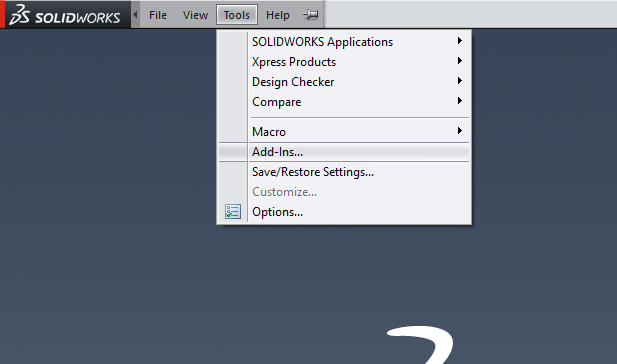 SOLIDWORKS File View Tools Help
SOLIDWORKS Applications
Xpress Products
Design Checker
Compare
Macro
Add-Ins...
Save/Restore Settings...
Customize...
Options...